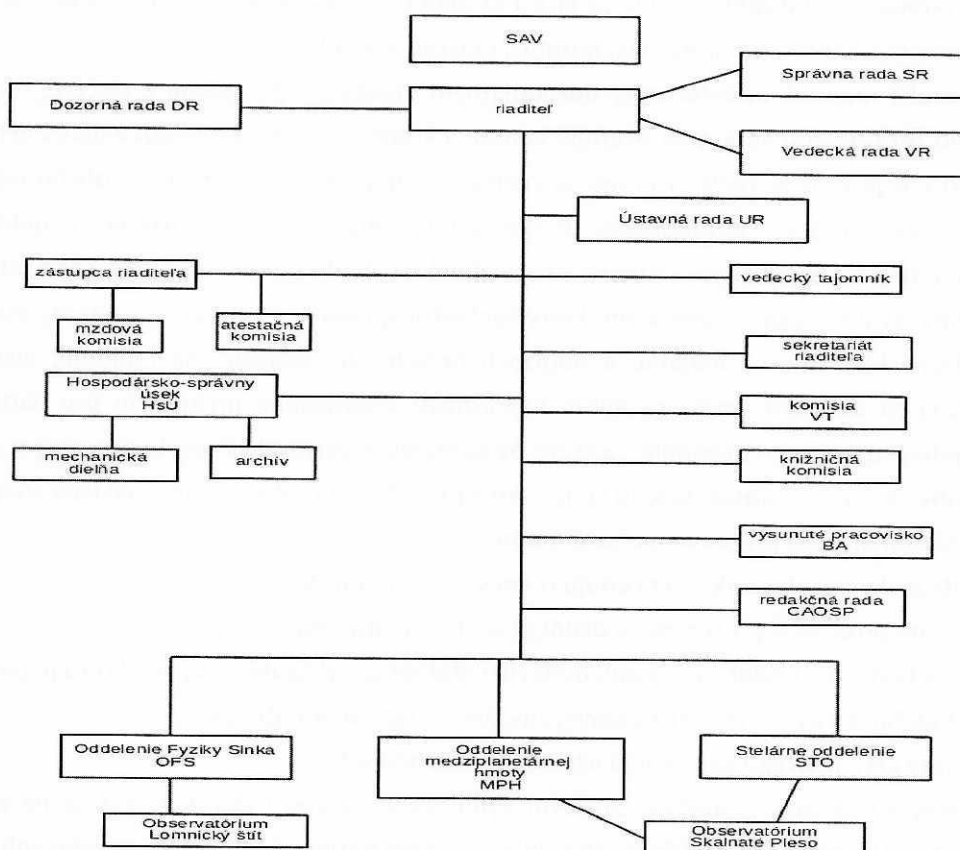 SAV
Správna rada SR
Dozorná rada DR
riaditeľ
Vedecká rada VR
Ústavná rada UR
zástupca riaditeľa
vedecký tajomník
mzdová
komisia
atestačná
komisia
sekretariát
riaditeľa
Hospodársko-správny
úsek
HsÚ
komisia
VT
mechanická
dielňa
archív
knižničná
komisia
vysunuté pracovisko
BA
redakčná rada
CAOSP
Oddelenie Fyziky Slnka
OFS
Oddelenie
medziplanetárnej
hmoty
MPH
Stelárne oddelenie
STO
Observatórium
Lomnický štít
Observatórium
Skalnaté Pleso